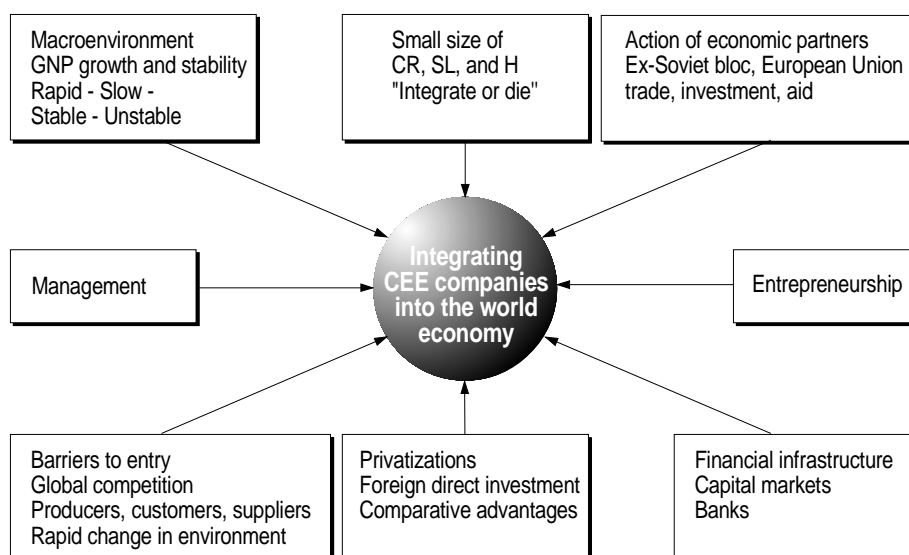 Macroenvironment
GNP growth and stability
Rapid - Slow -
Stable - Unstable
Small size of
CR, SL, and H
"Integrate or die"
Action of economic partners
Ex-Soviet bloc, European Union
trade, investment, aid
Management
Integrating
CEE companies
into the world
economy
Entrepreneurship
Barriers to entry
Global competition
Producers, customers, suppliers
Rapid change in environment
Privatizations
Foreign direct investment
Comparative advantages
Financial infrastructure
Capital markets
Banks